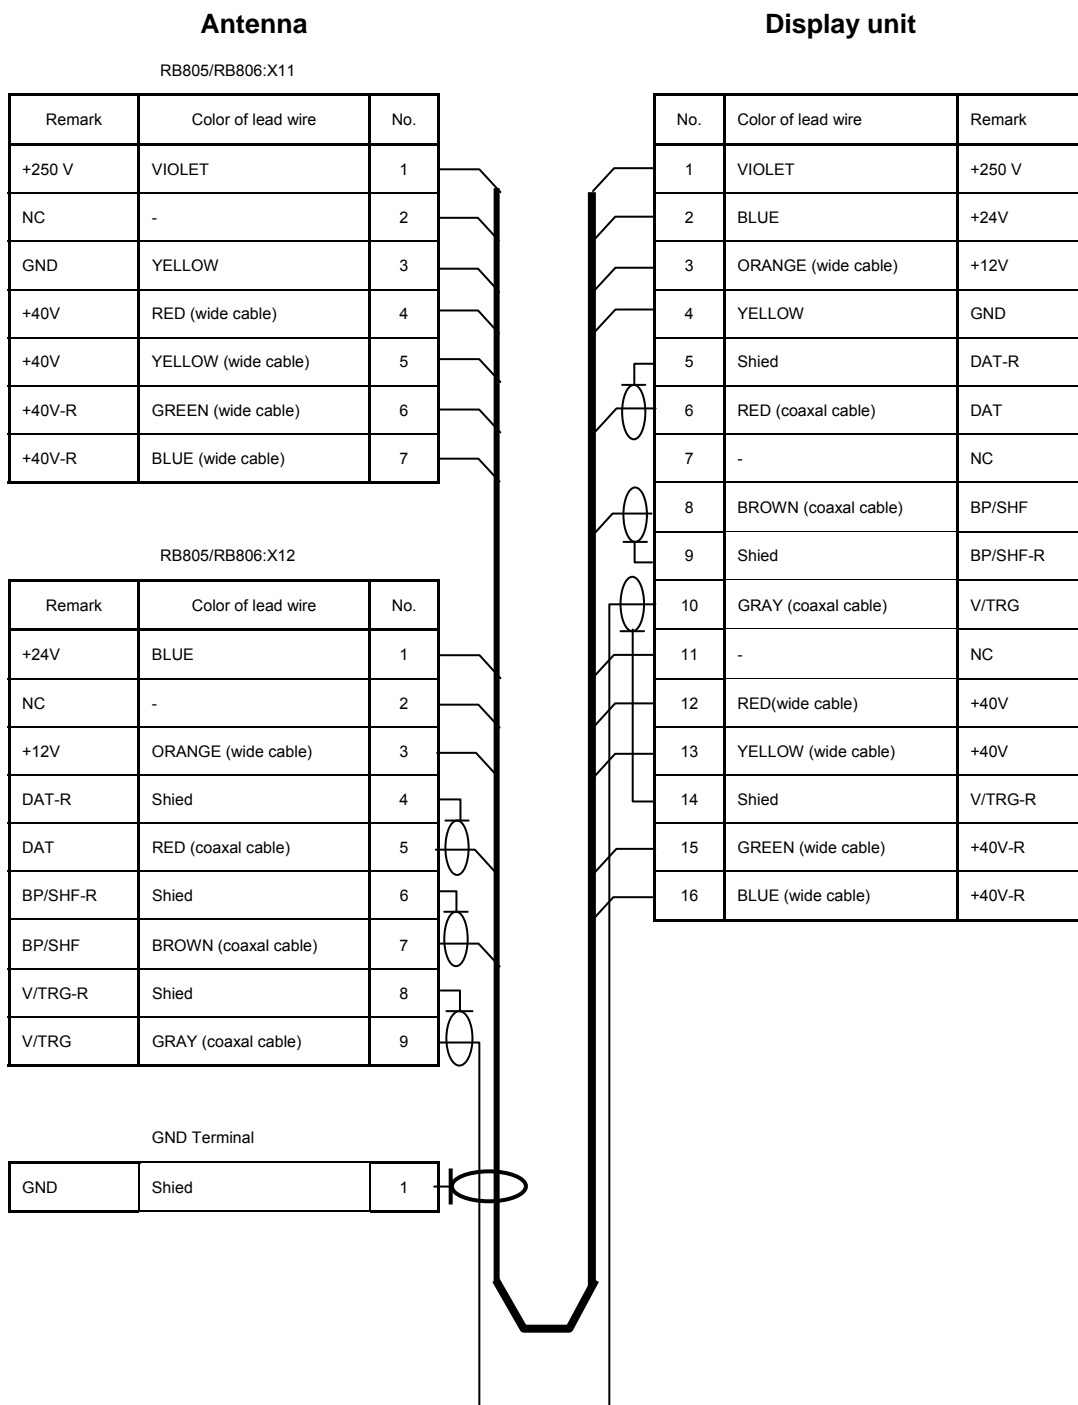 Antenna
RB805/RB806:X11
Remark Color of lead wire No.
+250 V VIOLET 1
NC - 2
GND YELLOW 3
+40V RED (wide cable) 4
+40V YELLOW (wide cable) 5
+40V-R GREEN (wide cable) 6
+40V-R BLUE (wide cable) 7
RB805/RB806:X12
Remark Color of lead wire No.
+24V BLUE 1
NC - 2
+12V ORANGE (wide cable) 3
DAT-R Shied 4
DAT RED (coaxal cable) 5
BP/SHF-R Shied 6
BP/SHF BROWN (coaxal cable) 7
V/TRG-R Shied 8
V/TRG GRAY (coaxal cable) 9
GND Terminal
GND Shied 1
Display unit
No. Color of lead wire Remark
1 VIOLET +250 V
2 BLUE +24V
3 ORANGE (wide cable) +12V
4 YELLOW GND
5 Shied DAT-R
6 RED (coaxal cable) DAT
7 - NC
8 BROWN (coaxal cable) BP/SHF
9 Shied BP/SHF-R
10 GRAY (coaxal cable) V/TRG
11 - NC
12 RED(wide cable) +40V
13 YELLOW (wide cable) +40V
14 Shied V/TRG-R
15 GREEN (wide cable) +40V-R
16 BLUE (wide cable) +40V-R